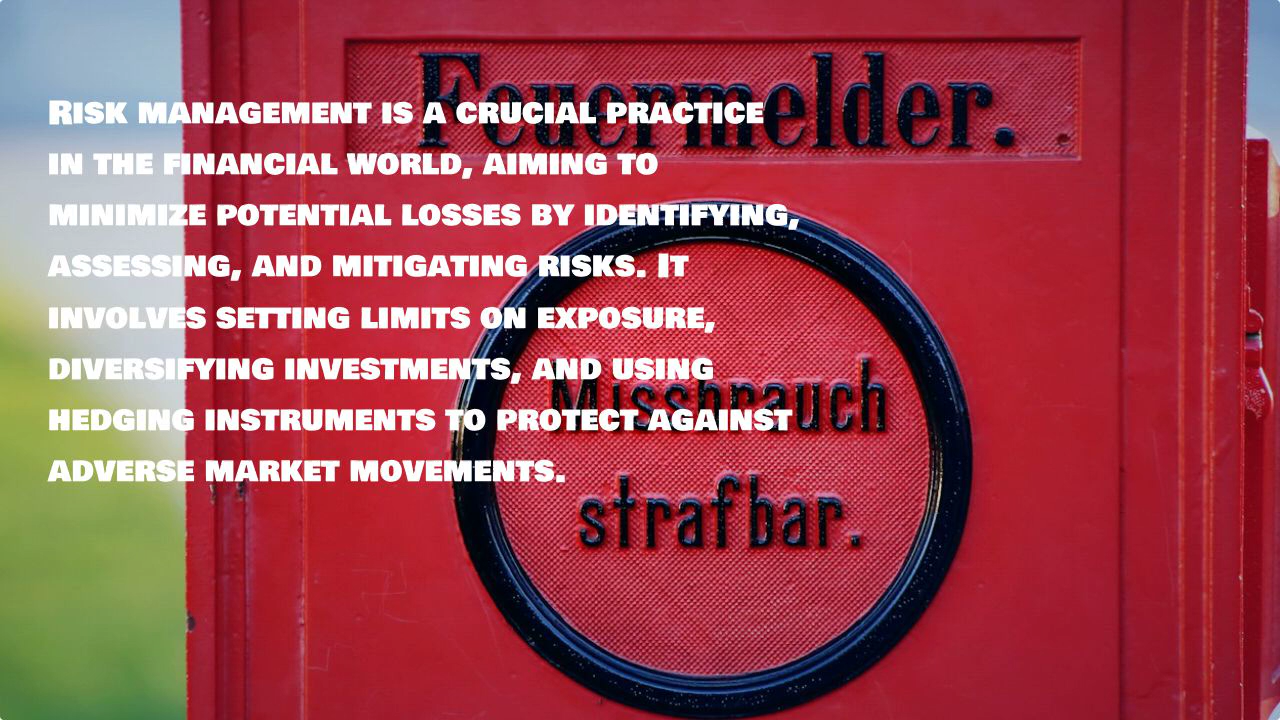 Feuermelder.
Risk management is a crucial practice
in the financial world, aiming to
minimize potential losses by identifying,
assessing, and mitigating risks. It
involves setting limits on exposure,
diversifying investments, and using
hedging instruments to protect against
adverse market movements.
Missbrauch
strafbar.